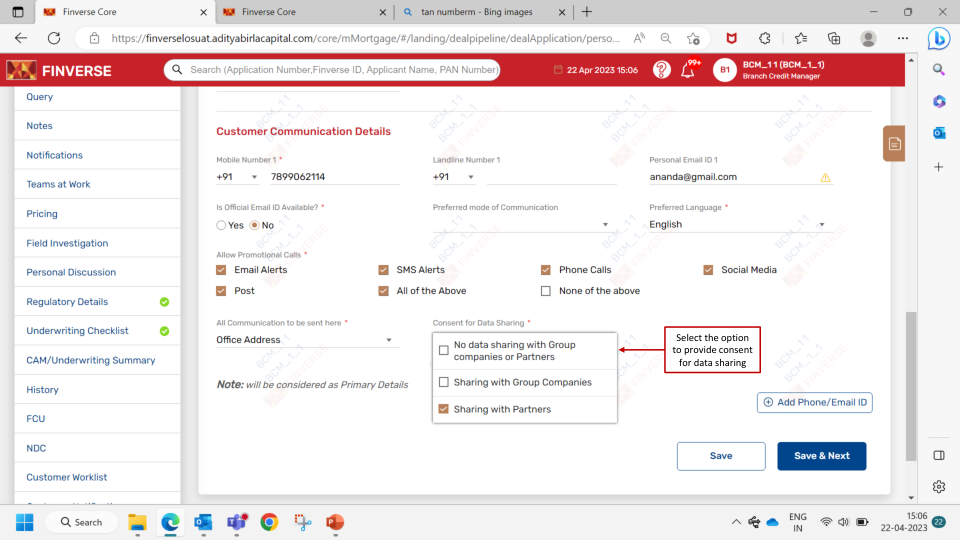 Finverse Core
Finverse Core
tan numberm - Bing images
https://finverselosuat.adityabirlacapital.com/core/mMortgage/#/landing/dealpipeline/dealApplication/perso...
FINVERSE
Search (Application Number,Finverse ID, Applicant Name, PAN Number)
22 Apr 2023 15:06
99+
B1
BCM_1 1 (BCM_1_1)
Branch Credit Manager
Query
Notes
Notifications
Teams at Work
Pricing
Field Investigation
Personal Discussion
Regulatory Details
Underwriting Checklist
CAM/Underwriting Summary
History
FCU
NDC
Customer Worklist
Customer Communication Details
Mobile Number 1 *
+91 7899062114
Landline Number 1
+91
Personal Email ID 1
ananda@gmail.com
Is Official Email ID Available? *
Yes No
Preferred mode of Communication
Preferred Language *
English
Allow Promotional Calls *
Email Alerts
SMS Alerts
Phone Calls
Social Media
Post
All of the Above
None of the above
All Communication to be sent here *
Office Address
Consent for Data Sharing *
No data sharing with Group
companies or Partners
Sharing with Group Companies
Sharing with Partners
Select the option
to provide consent
for data sharing
Note: will be considered as Primary Details
Add Phone/Email ID
Save
Save & Next
Search
ENG
IN
15:06
22-04-2023
22